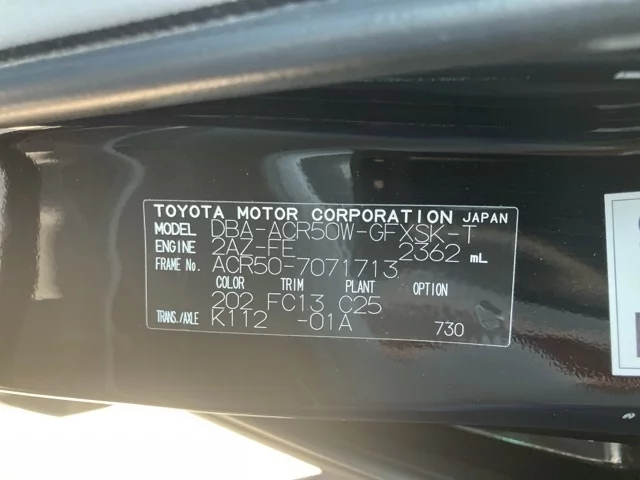 TOYOTA MOTOR CORPORATION JAPAN
MODEL DBA-ACR50W-GFXSK-T
ENGINE 2AZ-FE 2362 mL
FRAME No. ACR50-7071713
COLOR TRIM PLANT OPTION
202 FC13 C25
TRANS./AXLE K112 -01A 730